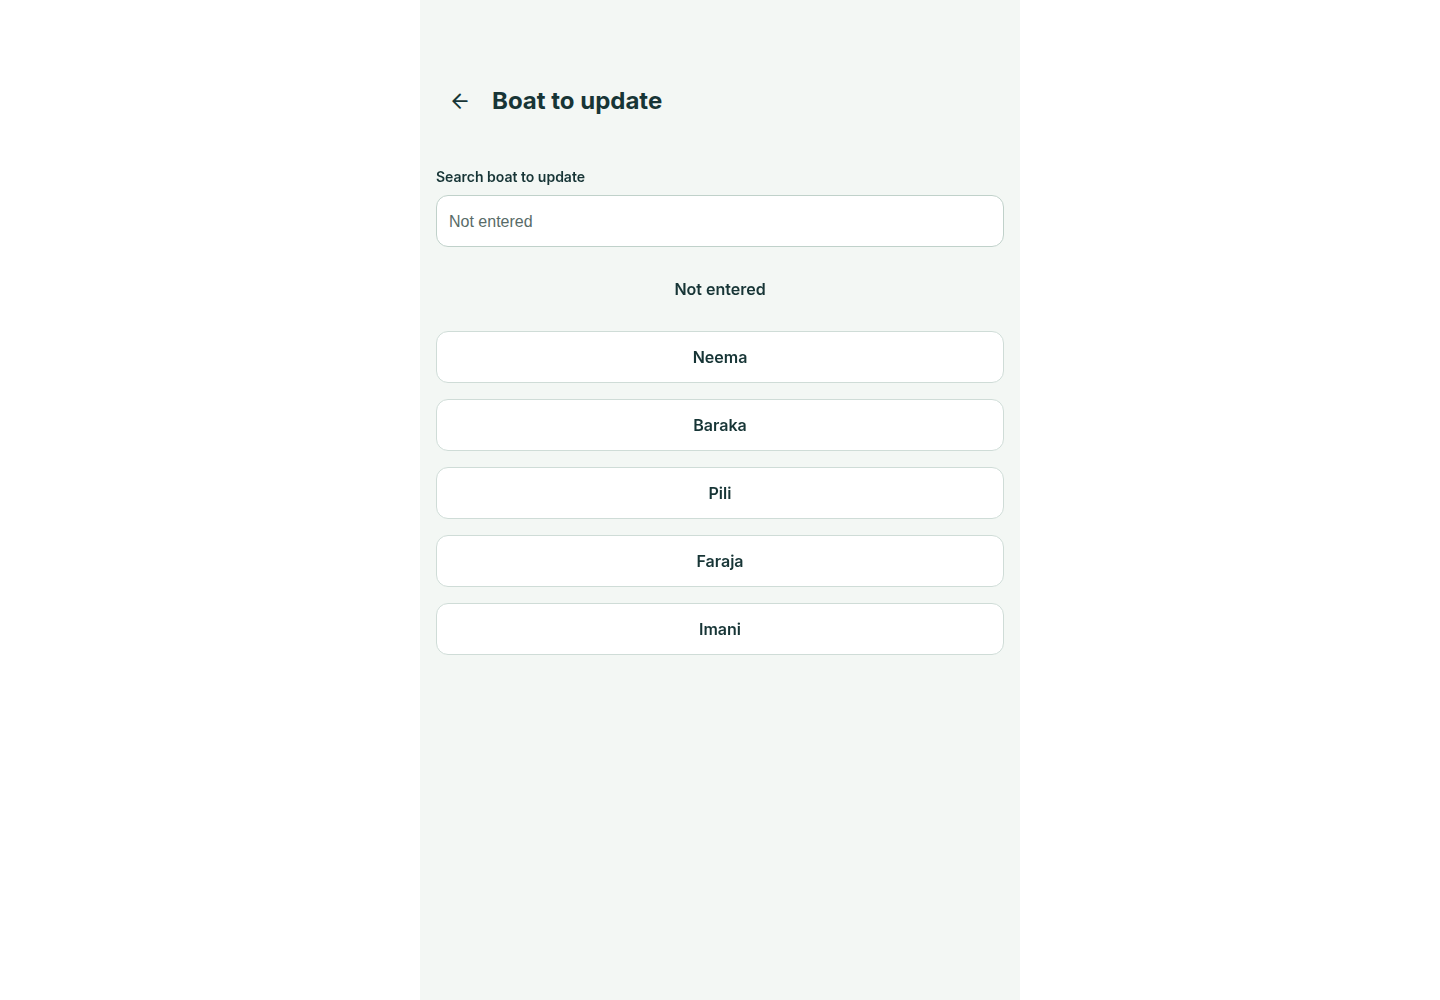 Boat to update
Search boat to update
Not entered
Not entered
Neema
Baraka
Pili
Faraja
Imani